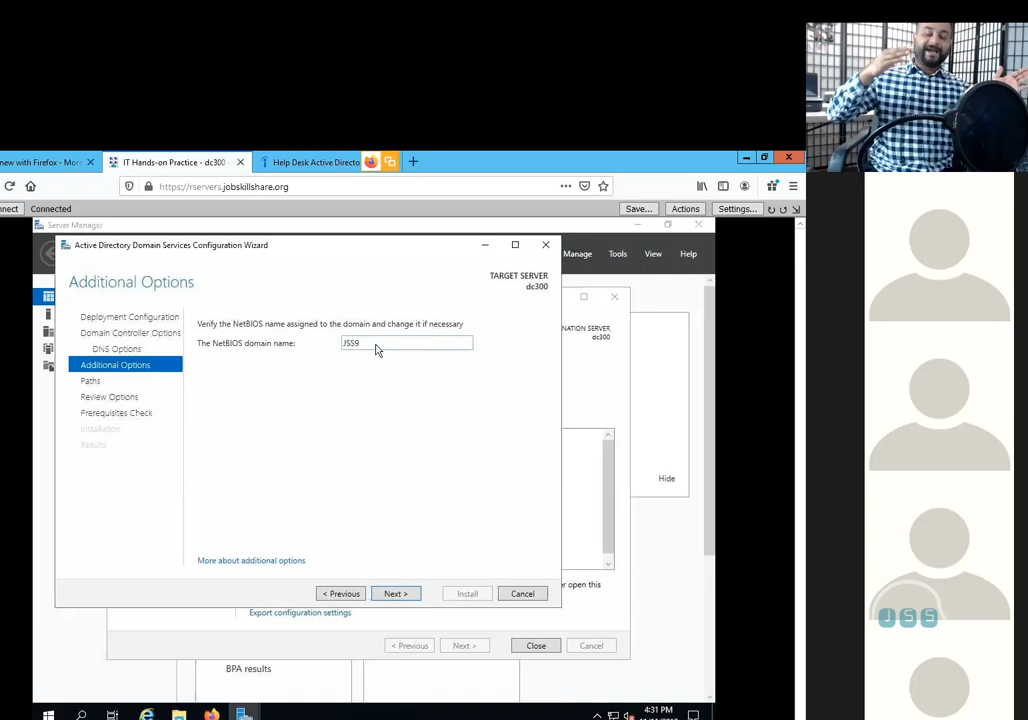 new with Firefox - Mor
IT Hands-on Practice - dc300
Help Desk Active Directo
https://rservers.jobskillshare.org
nnect
Connected
Save...
Actions
Settings...
Server Manager
Manage
Tools
View
Help
Active Directory Domain Services Configuration Wizard
Additional Options
TARGET SERVER
dc300
NATION SERVER
dc300
Deployment Configuration
Domain Controller Options
DNS Options
Additional Options
Paths
Review Options
Prerequisites Check
Installation
Results
Verify the NetBIOS name assigned to the domain and change it if necessary
The NetBIOS domain name:
JSS9
More about additional options
Hide
or open this
< Previous
Next >
Install
Cancel
Export configuration settings
< Previous
Next >
Close
Cancel
BPA results
4:31 PM
JSS